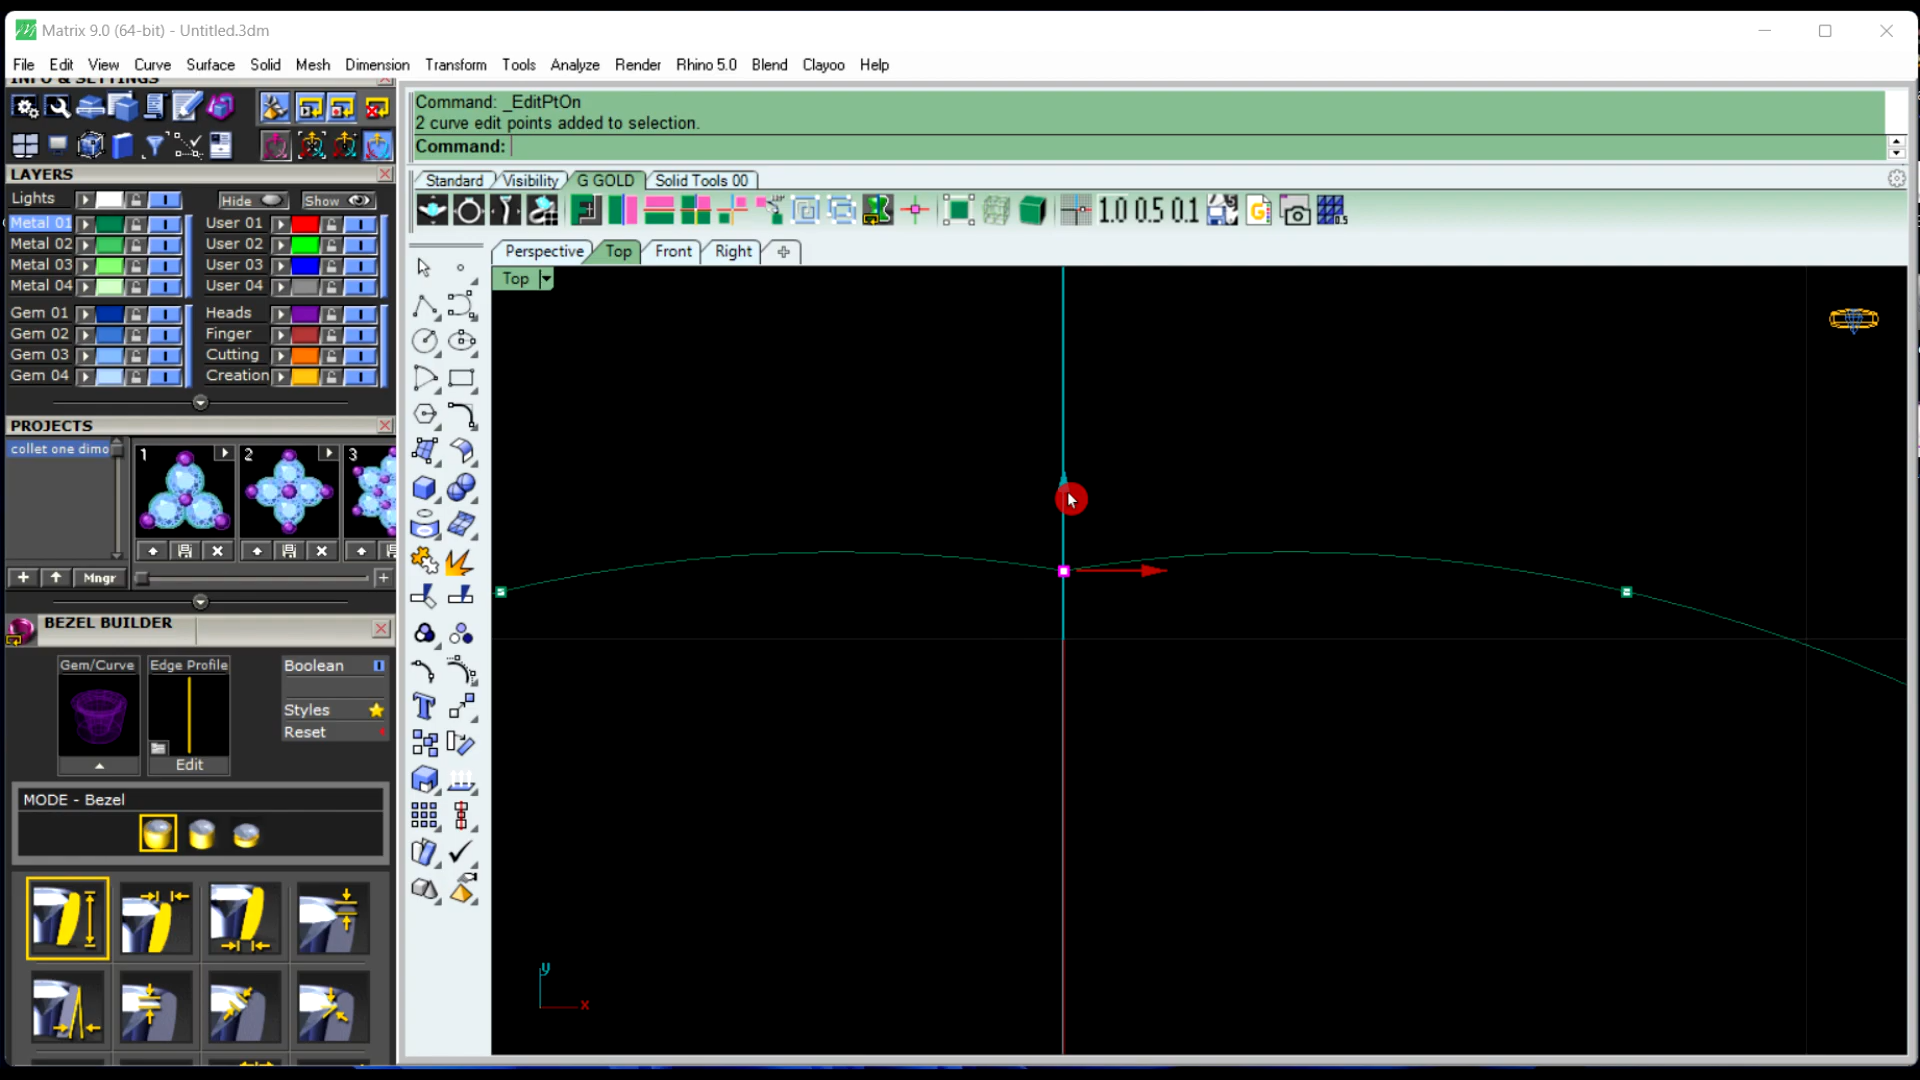 Matrix 9.0 (64-bit) - Untitled.3dm
File Edit View Curve Surface Solid Mesh Dimension Transform Tools Analyze Render Rhino 5.0 Blend Clayoo Help
INFO & SETTINGS
Command: _EditPtOn
2 curve edit points added to selection.
Command:
LAYERS
Standard Visibility G GOLD Solid Tools 00
Lights Hide Show
1.0 0.5 0.1
Metal 01 User 01
Metal 02 User 02
Metal 03 User 03
Metal 04 User 04
Perspective Top Front Right
Top
Gem 01 Heads
Gem 02 Finger
Gem 03 Cutting
Gem 04 Creation
PROJECTS
collet one dimo
1 2 3
+ Mngr +
BEZEL BUILDER
Gem/Curve Edge Profile Boolean
Styles
Reset
Edit
MODE - Bezel
y
x